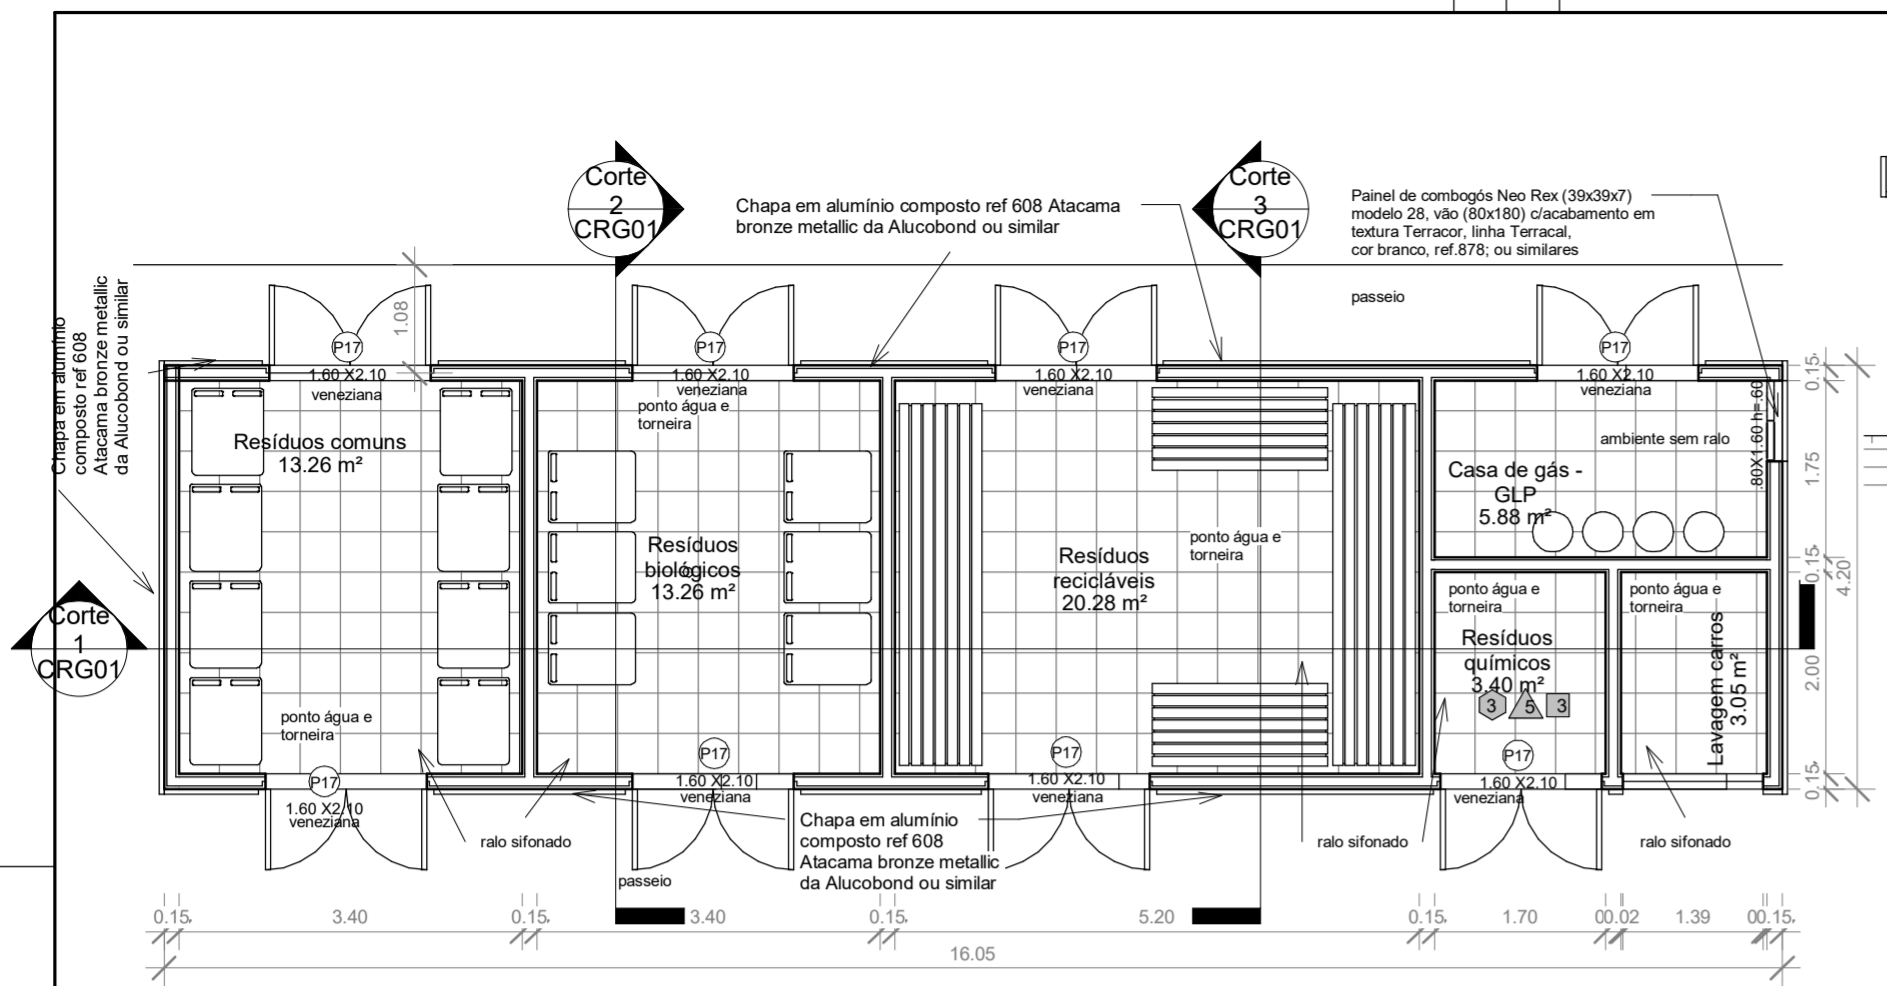 Corte
2
CRG01
Chapa em alumínio composto ref 608 Atacama
bronze metallic da Alucobond ou similar
Corte
3
CRG01
Painel de combogós Neo Rex (39x39x7)
modelo 28, vão (80x180) c/acabamento em
textura Terracor, linha Terracal,
cor branco, ref.878; ou similares
passeio
Chapa em alumínio
composto ref 608
Atacama bronze metallic
da Alucobond ou similar
1.08
P17
1.60 X2.10
veneziana
P17
1.60 X2.10
veneziana
P17
1.60 X2.10
veneziana
P17
1.60 X2.10
veneziana
0.15
ponto água e
torneira
Resíduos comuns
13.26 m²
ambiente sem ralo
.80X1.60 h=.60
1.75
Casa de gás -
GLP
5.88 m²
Resíduos
biológicos
13.26 m²
Resíduos
recicláveis
20.28 m²
ponto água e
torneira
0.15
4.20
Corte
1
CRG01
ponto água e
torneira
ponto água e
torneira
Resíduos
químicos
3.40 m²
3
5
3
Lavagem carros
3.05 m²
2.00
ponto água e
torneira
P17
1.60 X2.10
veneziana
P17
1.60 X2.10
veneziana
P17
1.60 X2.10
veneziana
P17
1.60 X2.10
veneziana
0.15
ralo sifonado
Chapa em alumínio
composto ref 608
Atacama bronze metallic
da Alucobond ou similar
ralo sifonado
ralo sifonado
passeio
0.15 3.40 0.15 3.40 0.15 5.20 0.15 1.70 00.02 1.39 00.15
16.05